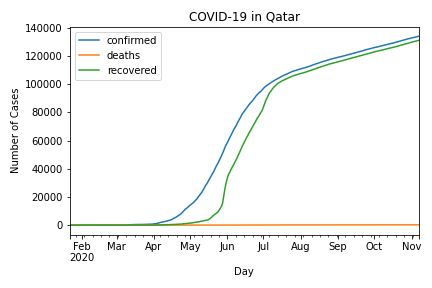 COVID-19 in Qatar
140000
120000
100000
80000
60000
40000
20000
0
Number of Cases
confirmed
deaths
recovered
Feb Mar Apr May Jun Jul Aug Sep Oct Nov
2020
Day